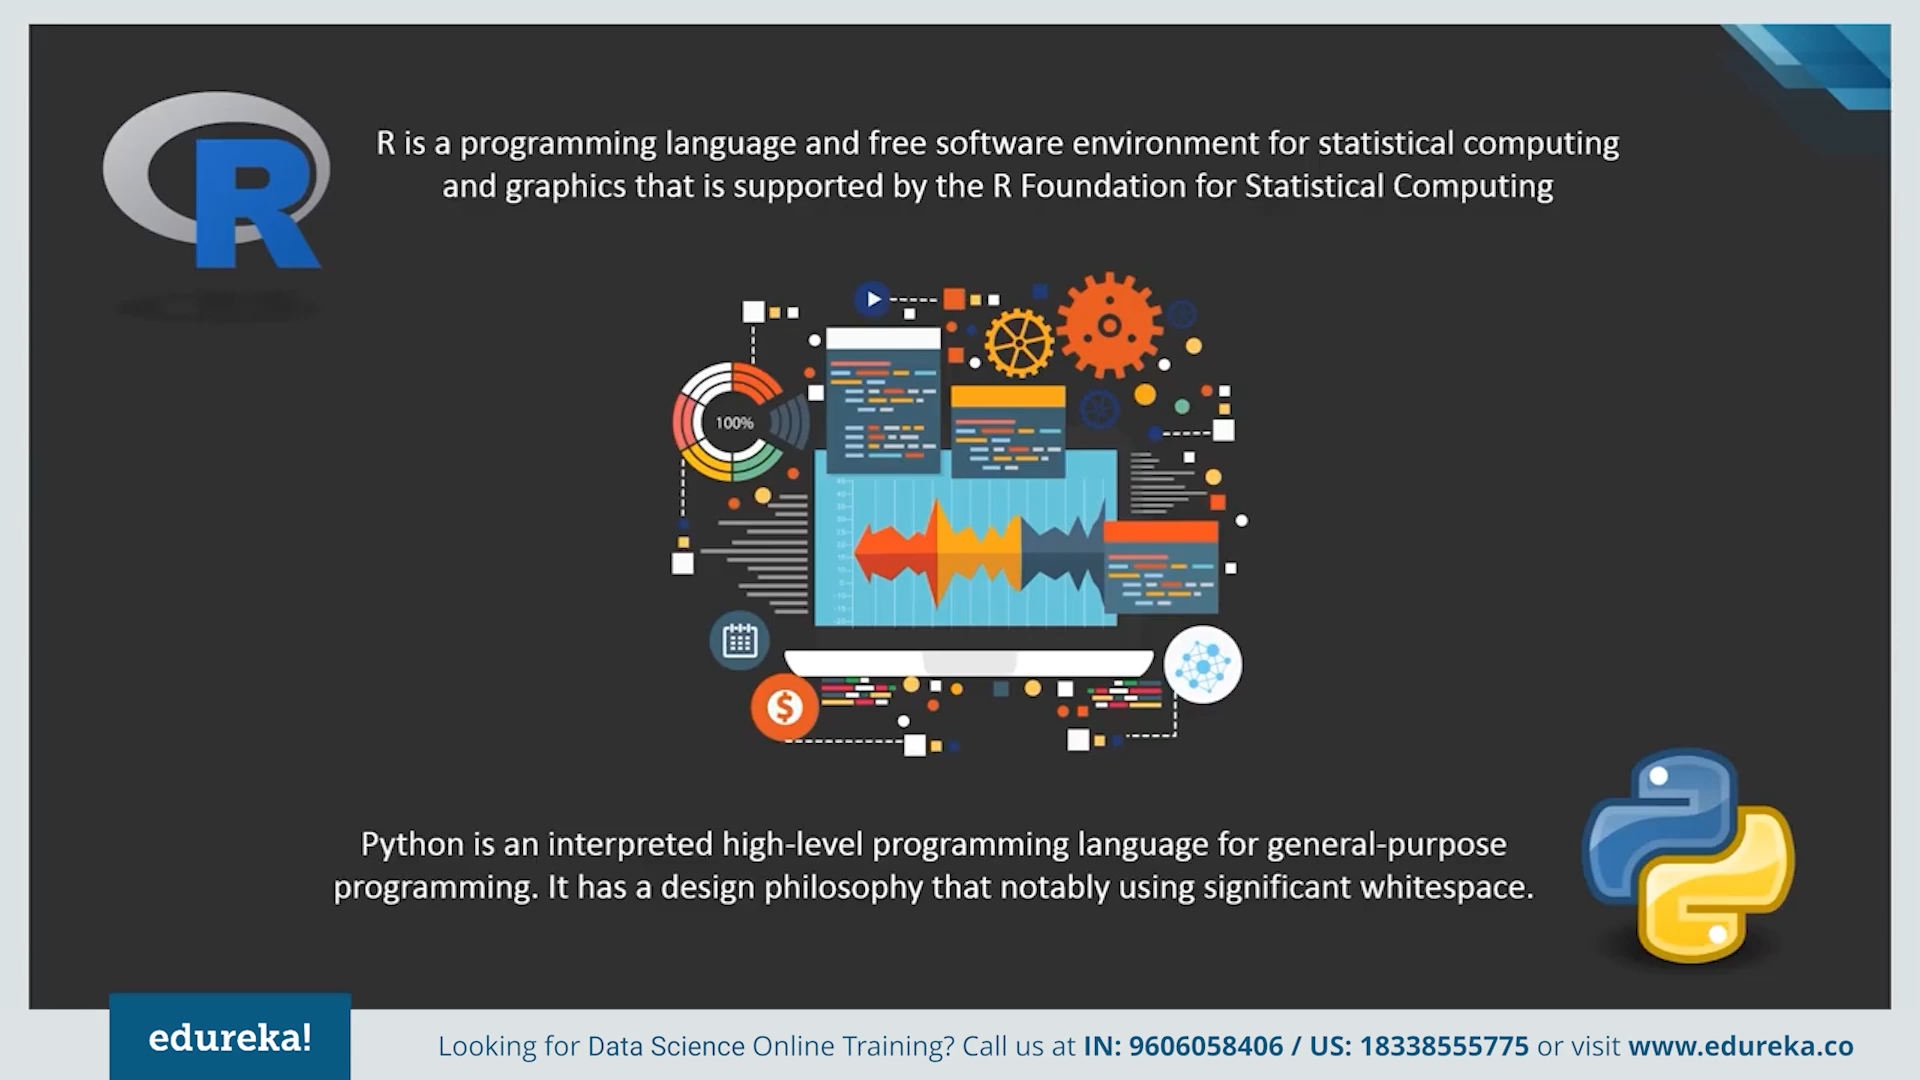 R is a programming language and free software environment for statistical computing
and graphics that is supported by the R Foundation for Statistical Computing
100%
Python is an interpreted high-level programming language for general-purpose
programming. It has a design philosophy that notably using significant whitespace.
edureka!
Looking for Data Science Online Training? Call us at IN: 9606058406 / US: 18338555775 or visit www.edureka.co